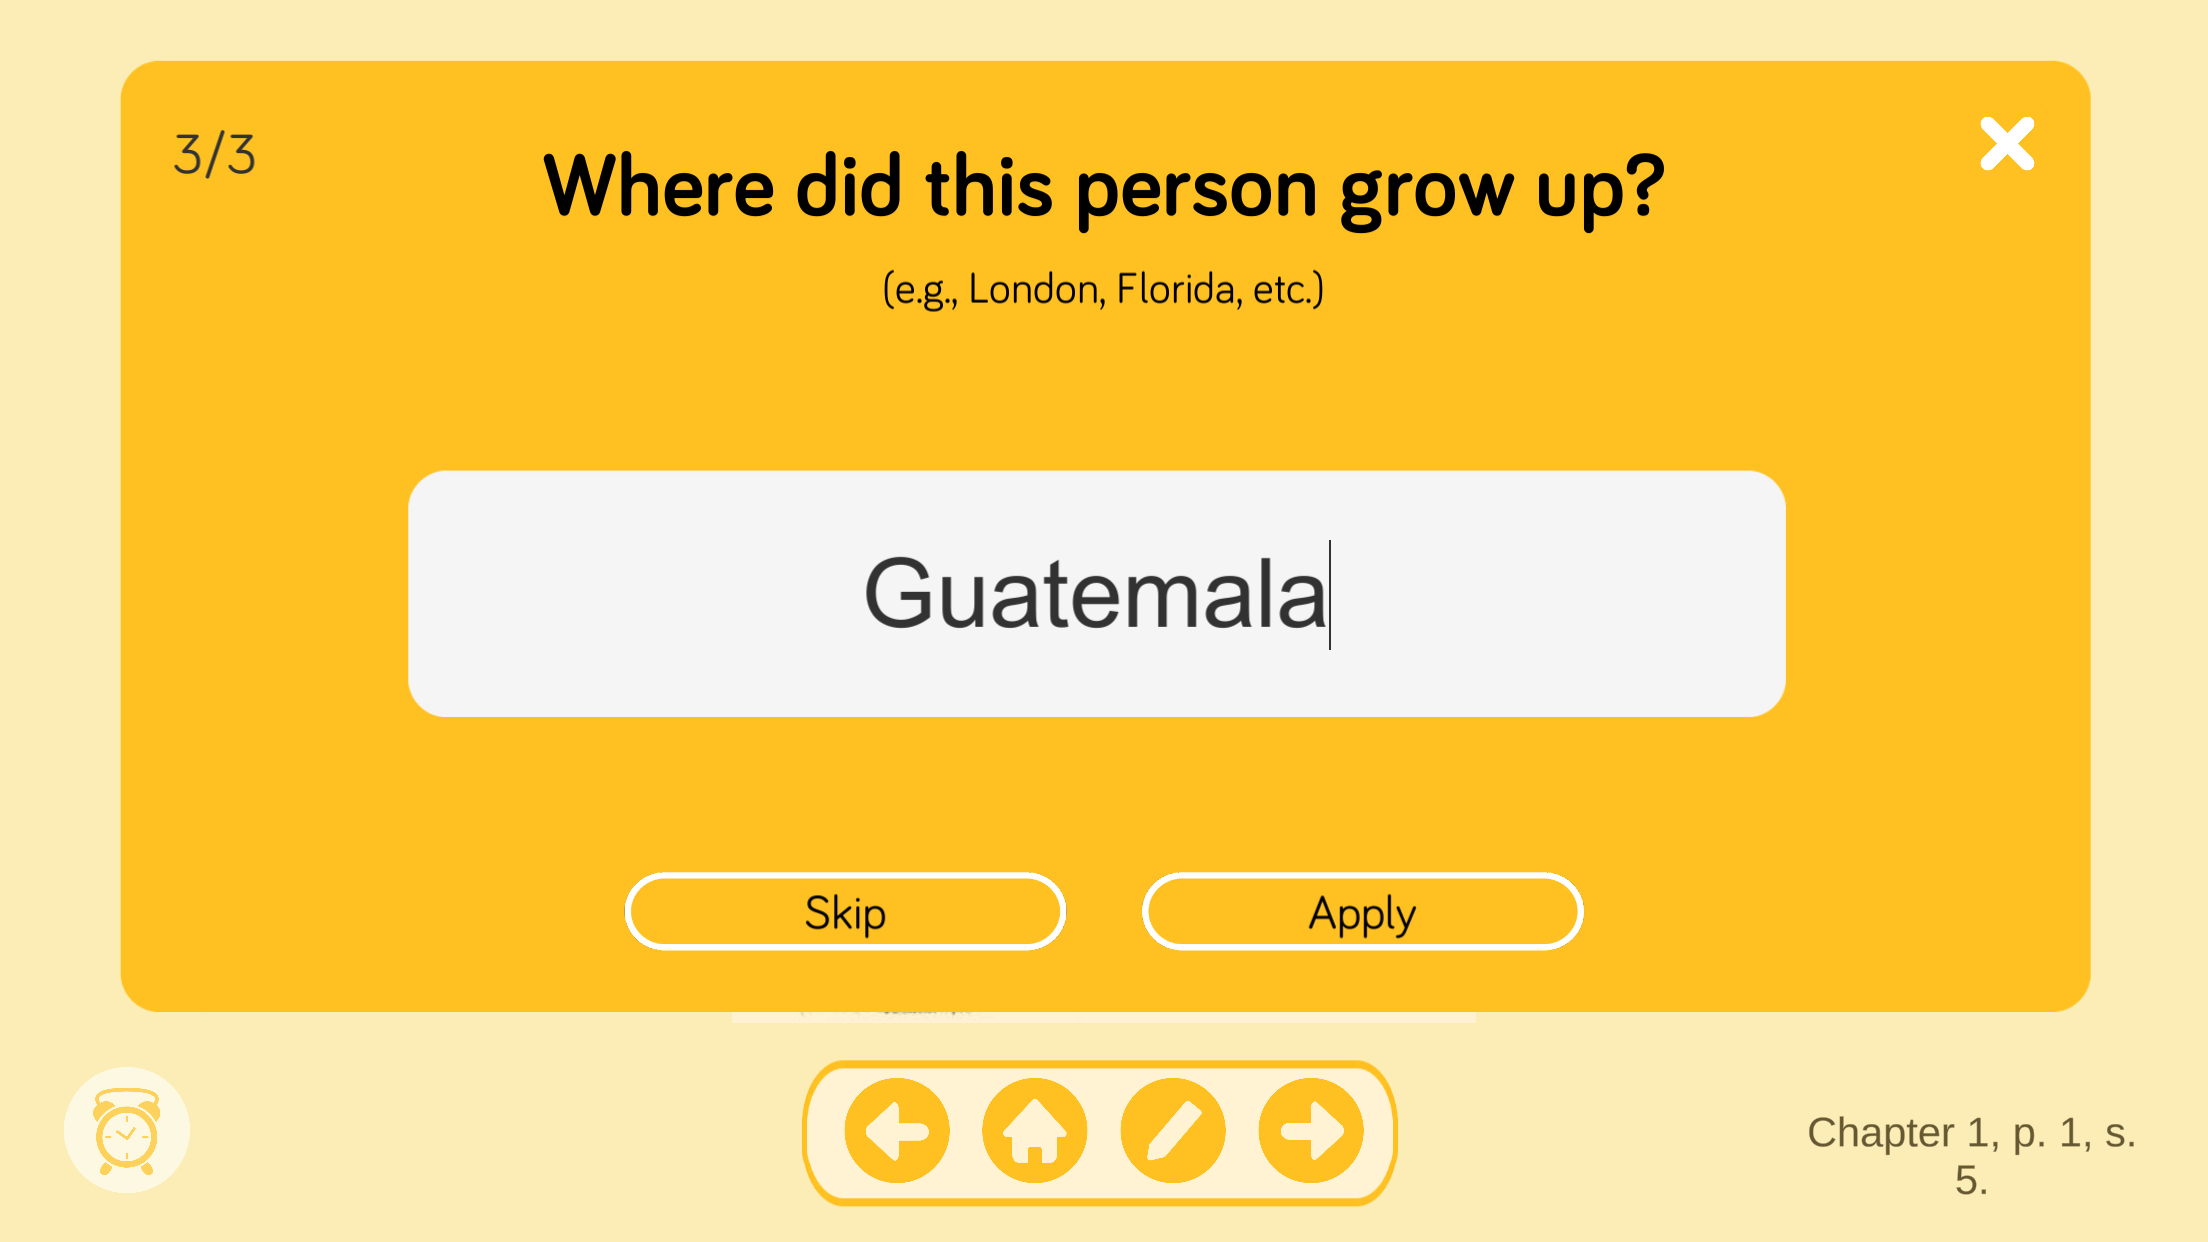 3/3
Where did this person grow up?
(e.g., London, Florida, etc.)
Guatemala
Skip
Apply
Chapter 1, p. 1, s.
5.